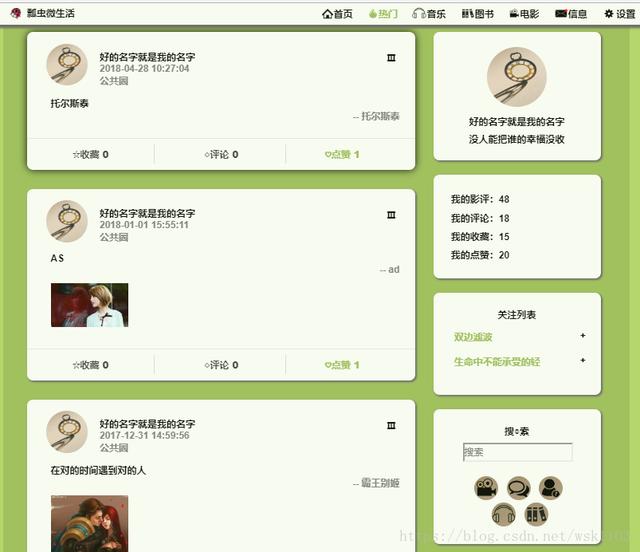 瓢虫微生活
首页 热门 音乐 图书 电影 信息 设置
好的名字就是我的名字
2018-04-28 10:27:04
公共园
托尔斯泰
-- 托尔斯泰
☆收藏 0 ○评论 0 ♡点赞 1
好的名字就是我的名字
2018-01-01 15:55:11
公共园
AS
-- ad
☆收藏 0 ○评论 0 ♡点赞 1
好的名字就是我的名字
2017-12-31 14:59:56
公共园
在对的时间遇到对的人
-- 霸王别姬
好的名字就是我的名字
没人能把谁的幸福没收
我的影评：48
我的评论：18
我的收藏：15
我的点赞：20
关注列表
双边滤波 +
生命中不能承受的轻 +
搜¤索
搜索